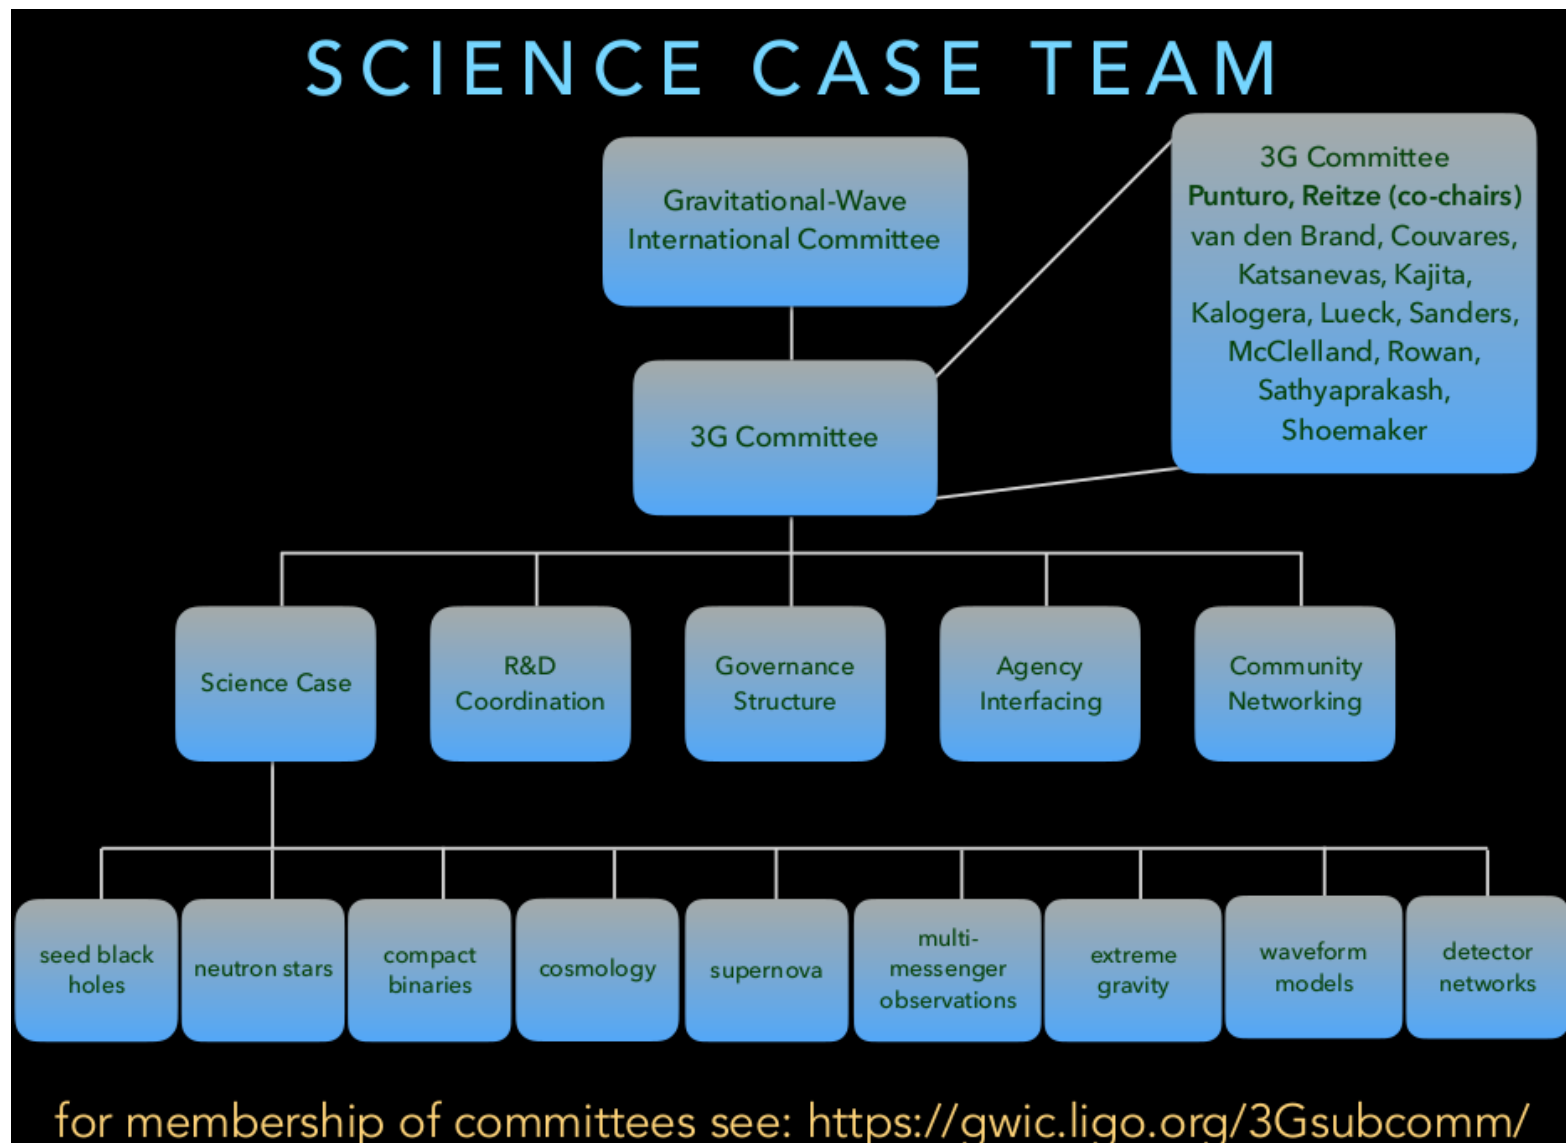 SCIENCE CASE TEAM
Gravitational-Wave
International Committee
3G Committee
Punturo, Reitze (co-chairs)
van den Brand, Couvares,
Katsanevas, Kajita,
Kalogera, Lueck, Sanders,
McClelland, Rowan,
Sathyaprakash,
Shoemaker
3G Committee
Science Case
R&D
Coordination
Governance
Structure
Agency
Interfacing
Community
Networking
seed black
holes
neutron stars
compact
binaries
cosmology
supernova
multi-
messenger
observations
extreme
gravity
waveform
models
detector
networks
for membership of committees see: https://gwic.ligo.org/3Gsubcomm/